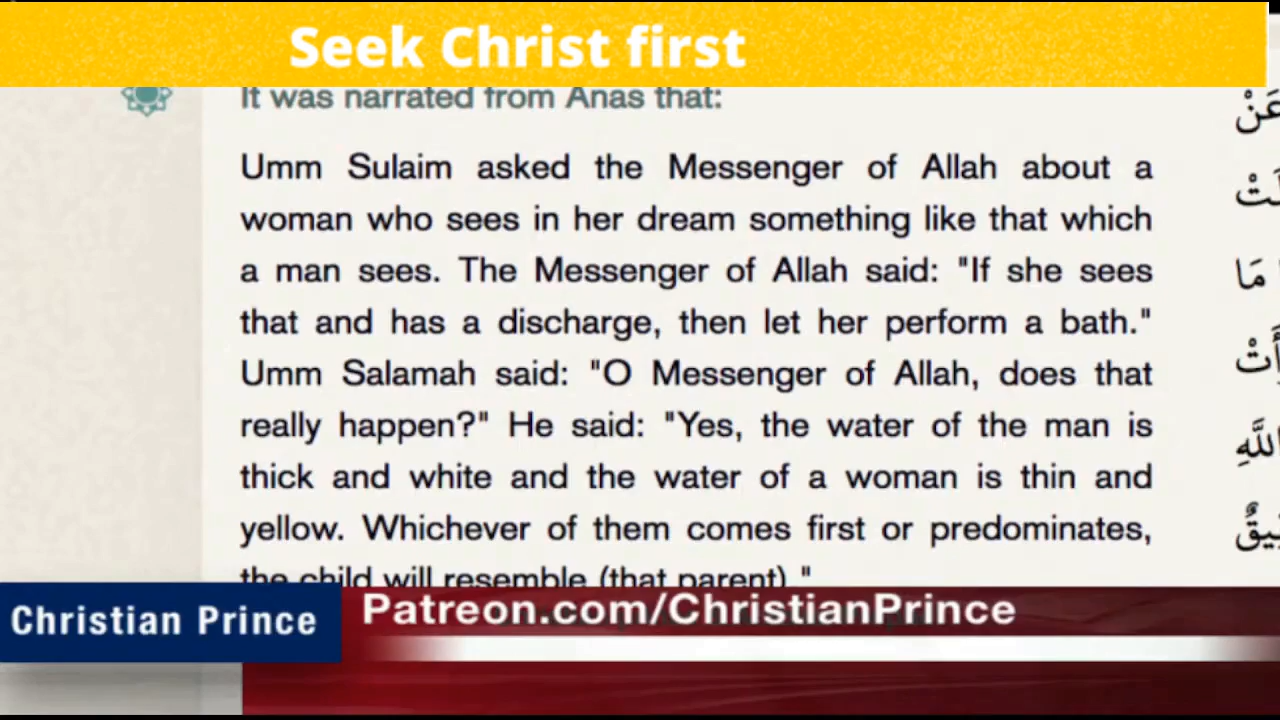 Seek Christ first
It was narrated from Anas that:
Umm Sulaim asked the Messenger of Allah about a
woman who sees in her dream something like that which
a man sees. The Messenger of Allah said: "If she sees
that and has a discharge, then let her perform a bath."
Umm Salamah said: "O Messenger of Allah, does that
really happen?" He said: "Yes, the water of the man is
thick and white and the water of a woman is thin and
yellow. Whichever of them comes first or predominates,
the child will resemble (that parent)."
عَنْ
مَا
اللَّهِ
Christian Prince
Patreon.com/ChristianPrince